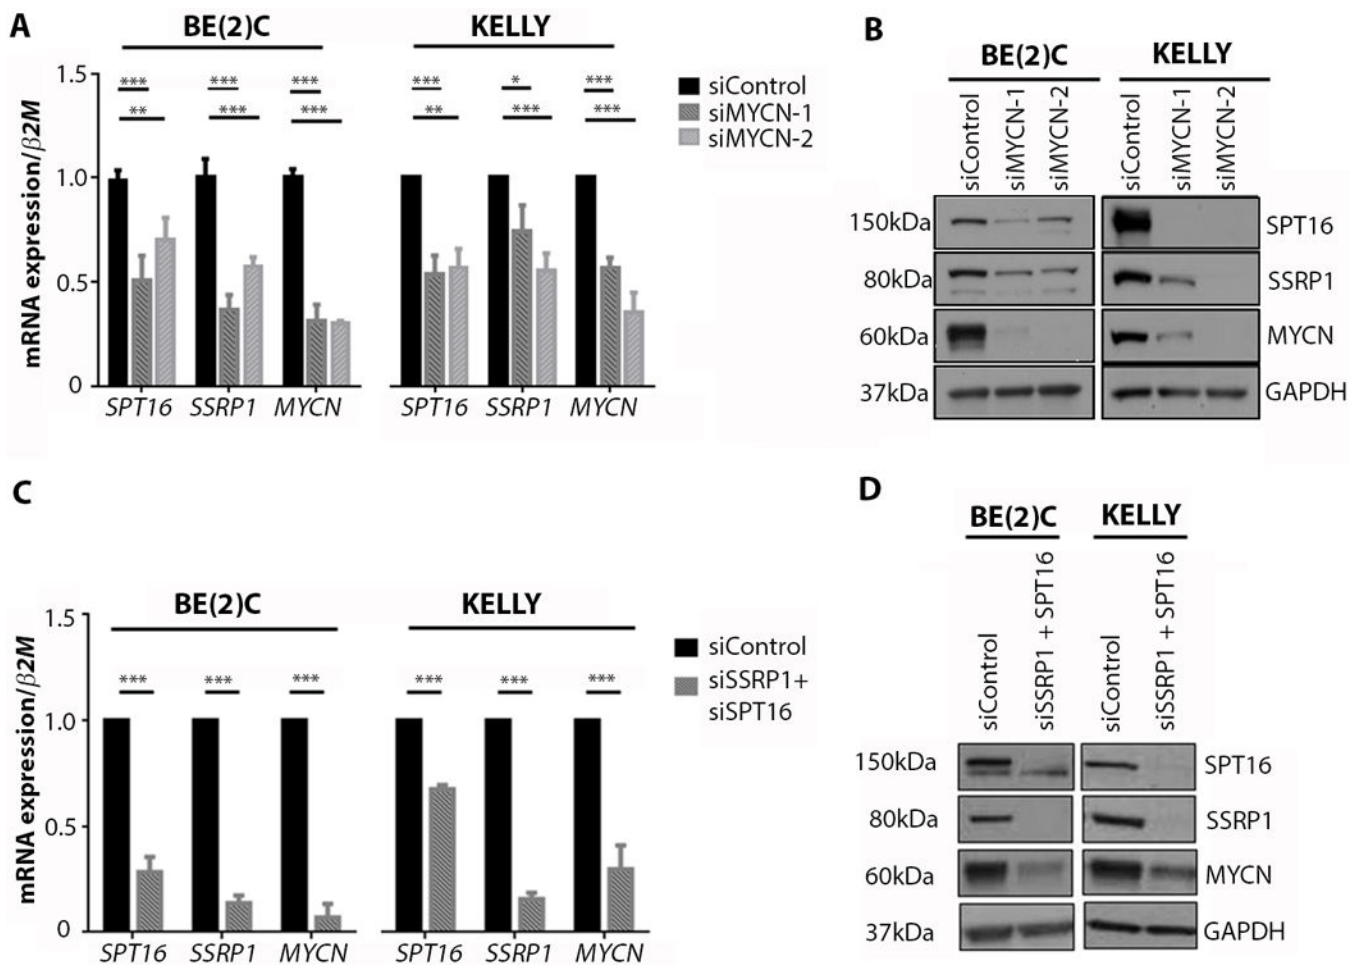 A
BE(2)C
KELLY
mRNA expression/β2M
1.5
1.0
0.5
0
*** *** *** *** * ***
** *** *** ** *** ***
SPT16 SSRP1 MYCN
SPT16 SSRP1 MYCN
siControl
siMYCN-1
siMYCN-2
B
BE(2)C
KELLY
siControl
siMYCN-1
siMYCN-2
siControl
siMYCN-1
siMYCN-2
150kDa SPT16
80kDa SSRP1
60kDa MYCN
37kDa GAPDH
C
BE(2)C
KELLY
mRNA expression/β2M
1.5
1.0
0.5
0
*** *** *** *** *** ***
SPT16 SSRP1 MYCN
SPT16 SSRP1 MYCN
siControl
siSSRP1+
siSPT16
D
BE(2)C
KELLY
siControl
siSSRP1 + SPT16
siControl
siSSRP1 + SPT16
150kDa SPT16
80kDa SSRP1
60kDa MYCN
37kDa GAPDH